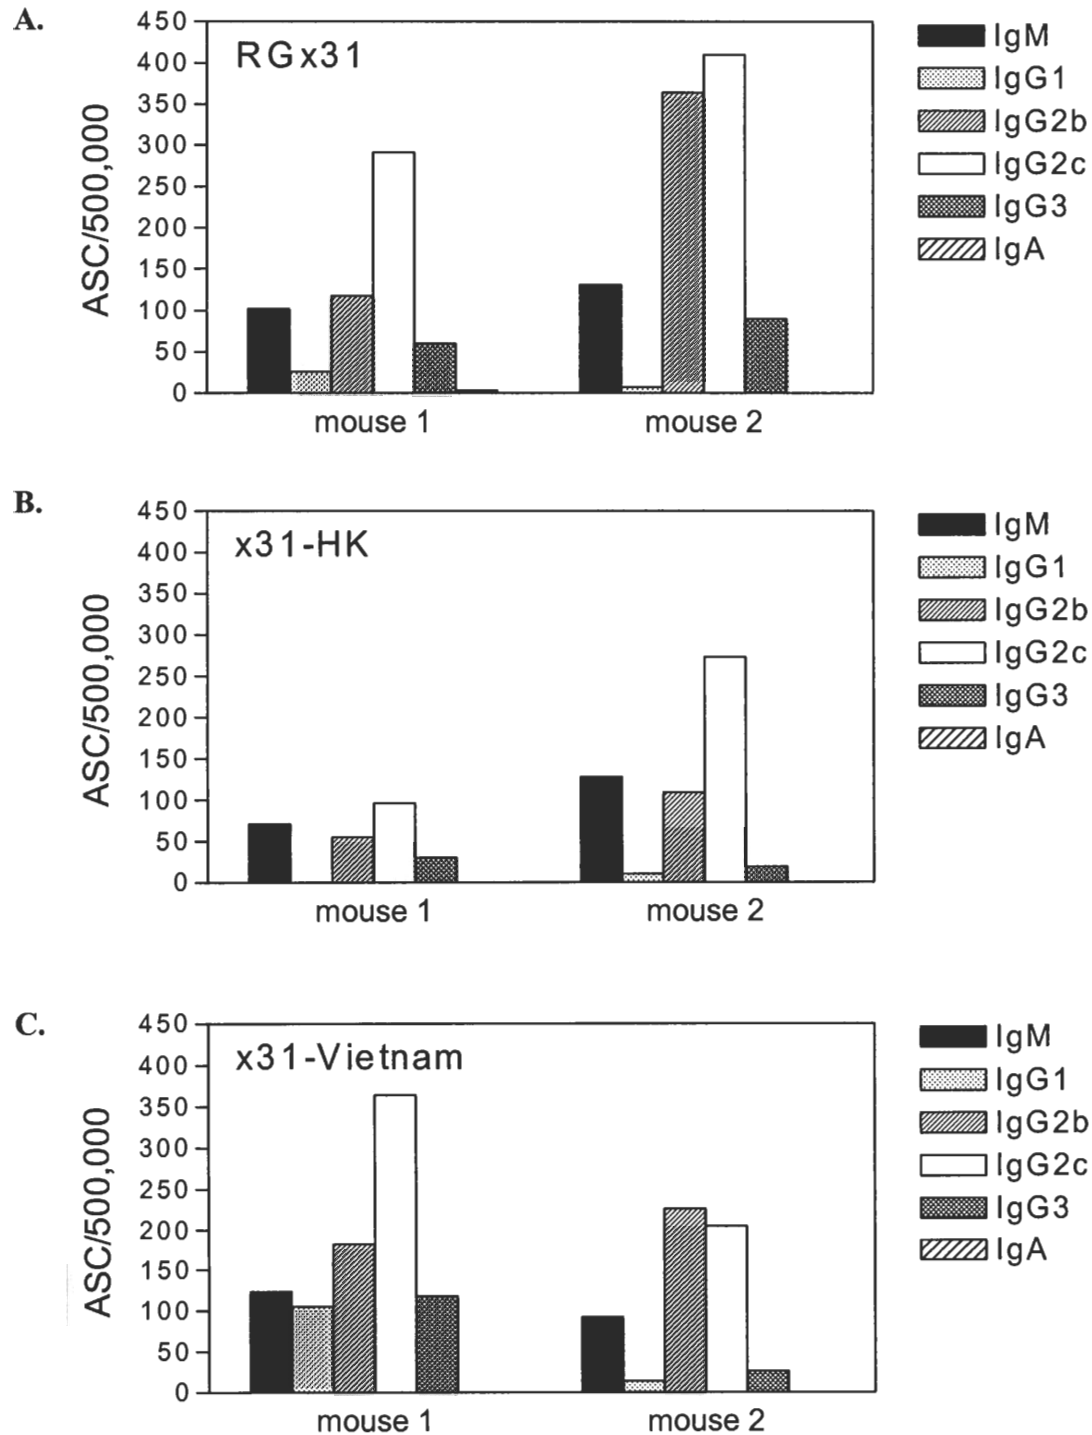 A.
RGx31
ASC/500,000
450
400
350
300
250
200
150
100
50
0
mouse 1
mouse 2
IgM
IgG1
IgG2b
IgG2c
IgG3
IgA
B.
x31-HK
ASC/500,000
450
400
350
300
250
200
150
100
50
0
mouse 1
mouse 2
IgM
IgG1
IgG2b
IgG2c
IgG3
IgA
C.
x31-Vietnam
ASC/500,000
450
400
350
300
250
200
150
100
50
0
mouse 1
mouse 2
IgM
IgG1
IgG2b
IgG2c
IgG3
IgA